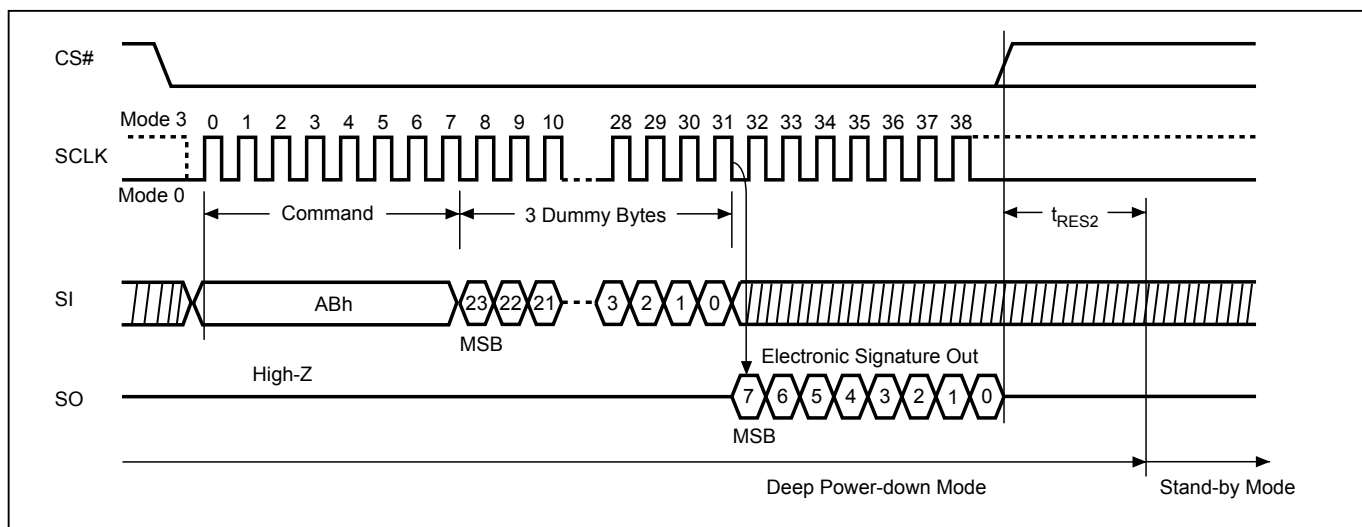 CS#
Mode 3
0 1 2 3 4 5 6 7 8 9 10 28 29 30 31 32 33 34 35 36 37 38
SCLK
Mode 0
Command
3 Dummy Bytes
tRES2
SI
ABh
23 22 21 3 2 1 0
MSB
Electronic Signature Out
High-Z
SO
7 6 5 4 3 2 1 0
MSB
Deep Power-down Mode
Stand-by Mode